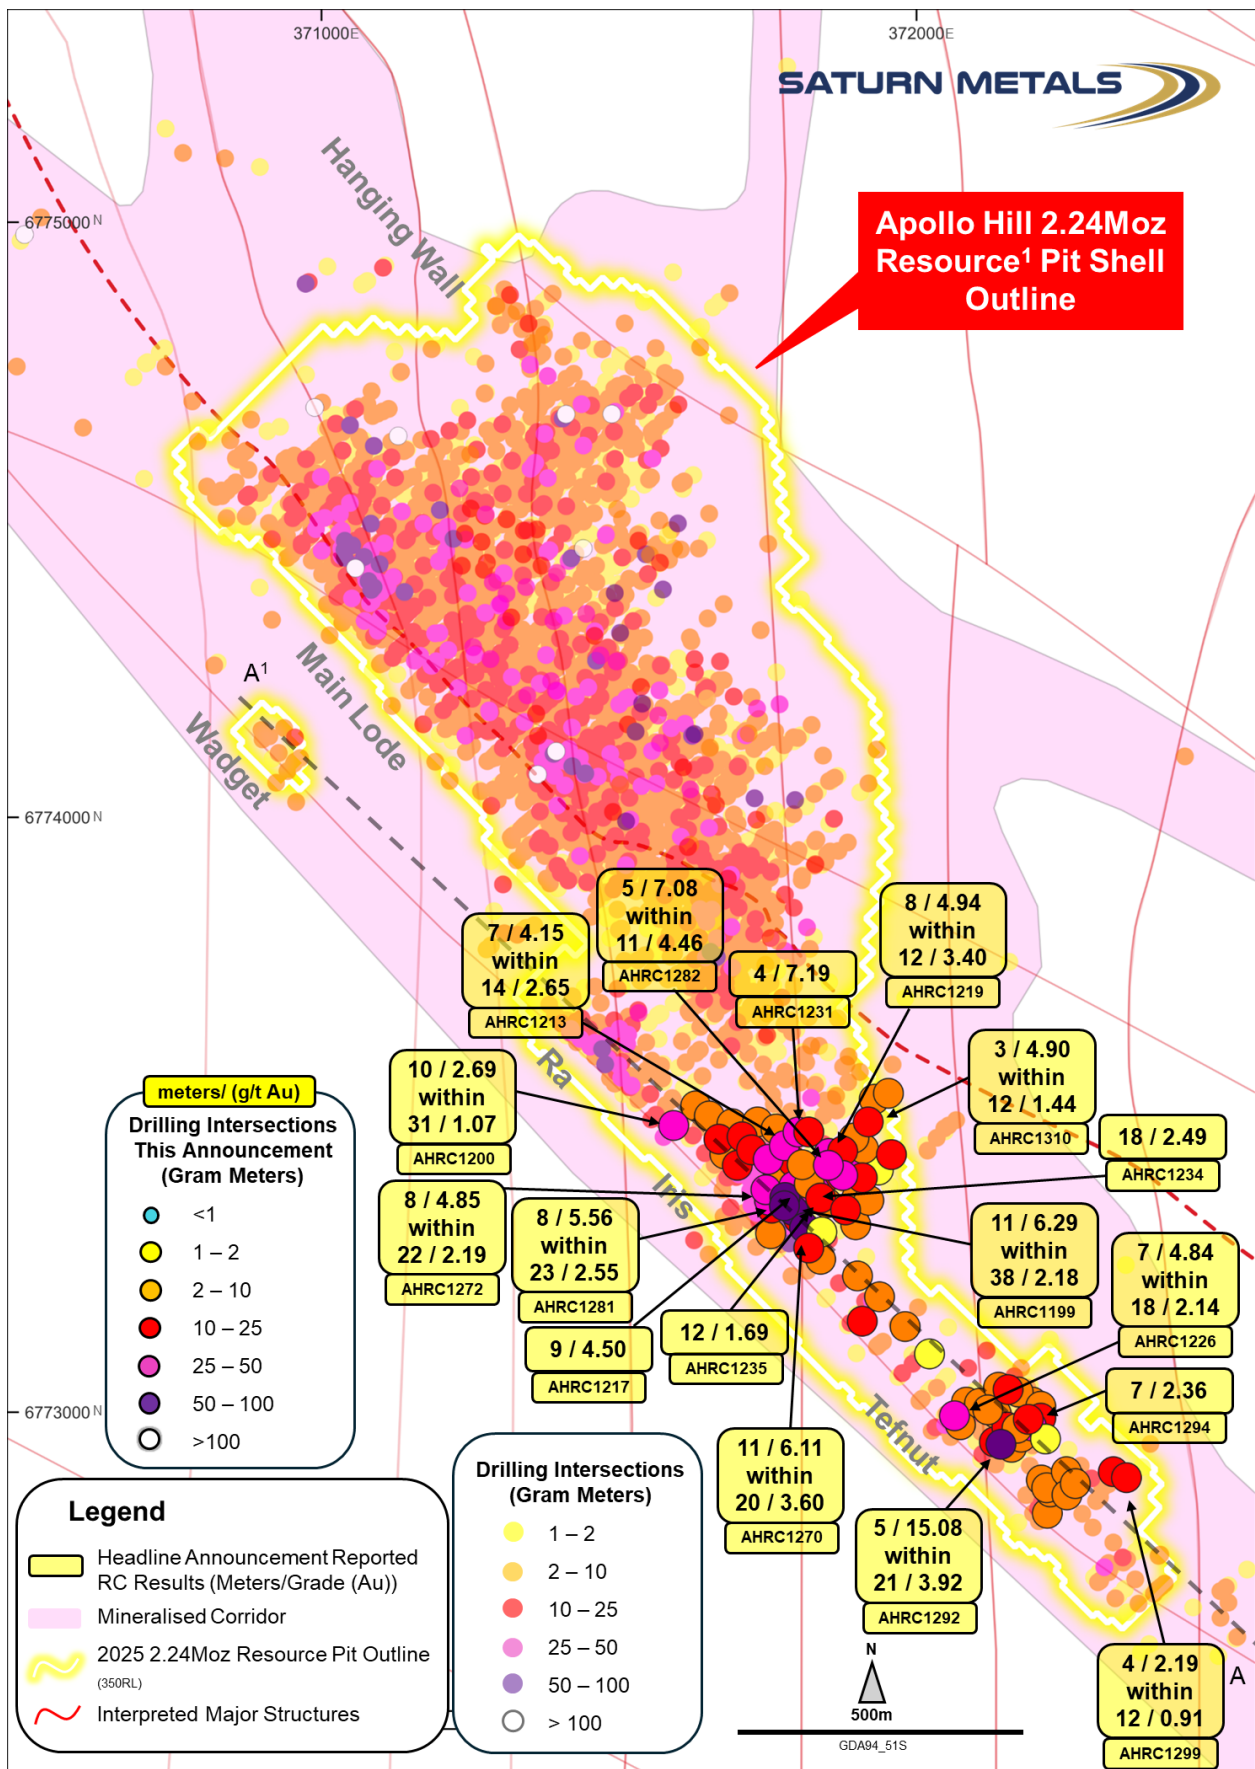 371000E
372000E
SATURN METALS
Hanging Wall
6775000 N
Apollo Hill 2.24Moz
Resource¹ Pit Shell
Outline
A¹
Main Lode
Wadget
6774000 N
5 / 7.08
within
11 / 4.46
AHRC1282
8 / 4.94
within
12 / 3.40
AHRC1219
7 / 4.15
within
14 / 2.65
AHRC1213
4 / 7.19
AHRC1231
Ra
3 / 4.90
within
12 / 1.44
AHRC1310
10 / 2.69
within
31 / 1.07
AHRC1200
18 / 2.49
AHRC1234
Iris
8 / 4.85
within
22 / 2.19
AHRC1272
8 / 5.56
within
23 / 2.55
AHRC1281
11 / 6.29
within
38 / 2.18
AHRC1199
7 / 4.84
within
18 / 2.14
AHRC1226
9 / 4.50
AHRC1217
12 / 1.69
AHRC1235
7 / 2.36
AHRC1294
Tefnut
6773000 N
11 / 6.11
within
20 / 3.60
AHRC1270
5 / 15.08
within
21 / 3.92
AHRC1292
4 / 2.19
within
12 / 0.91
AHRC1299
A
meters/ (g/t Au)
Drilling Intersections
This Announcement
(Gram Meters)
<1
1 – 2
2 – 10
10 – 25
25 – 50
50 – 100
>100
Legend
Headline Announcement Reported
RC Results (Meters/Grade (Au))
Mineralised Corridor
2025 2.24Moz Resource Pit Outline
(350RL)
Interpreted Major Structures
Drilling Intersections
(Gram Meters)
1 – 2
2 – 10
10 – 25
25 – 50
50 – 100
> 100
N
500m
GDA94_51S